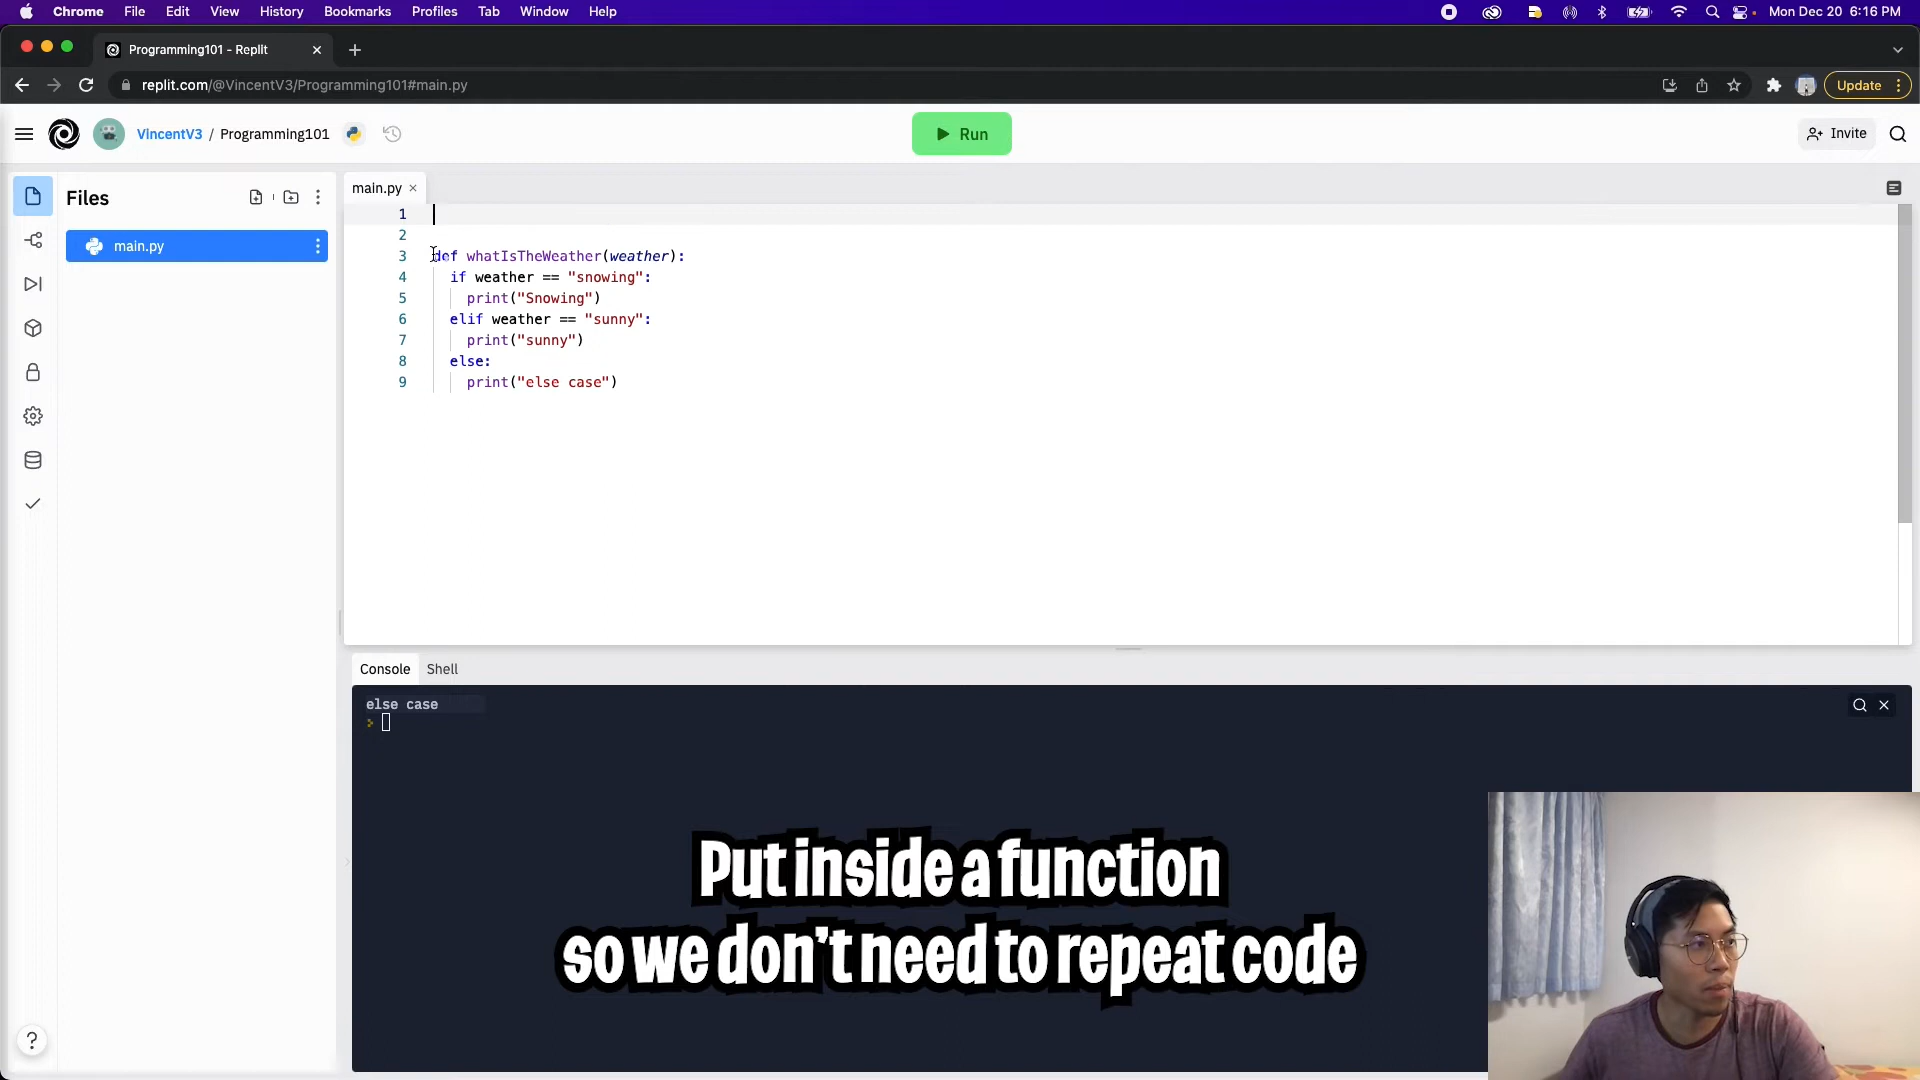 Chrome File Edit View History Bookmarks Profiles Tab Window Help Mon Dec 20 6:16 PM
Programming101 - Replit
replit.com/@VincentV3/Programming101#main.py Update
VincentV3 / Programming101 Run Invite
Files
main.py
main.py
1
2
3 def whatIsTheWeather(weather):
4 if weather == "snowing":
5 print("Snowing")
6 elif weather == "sunny":
7 print("sunny")
8 else:
9 print("else case")
Console Shell
else case
Put inside a function
so we don't need to repeat code
?